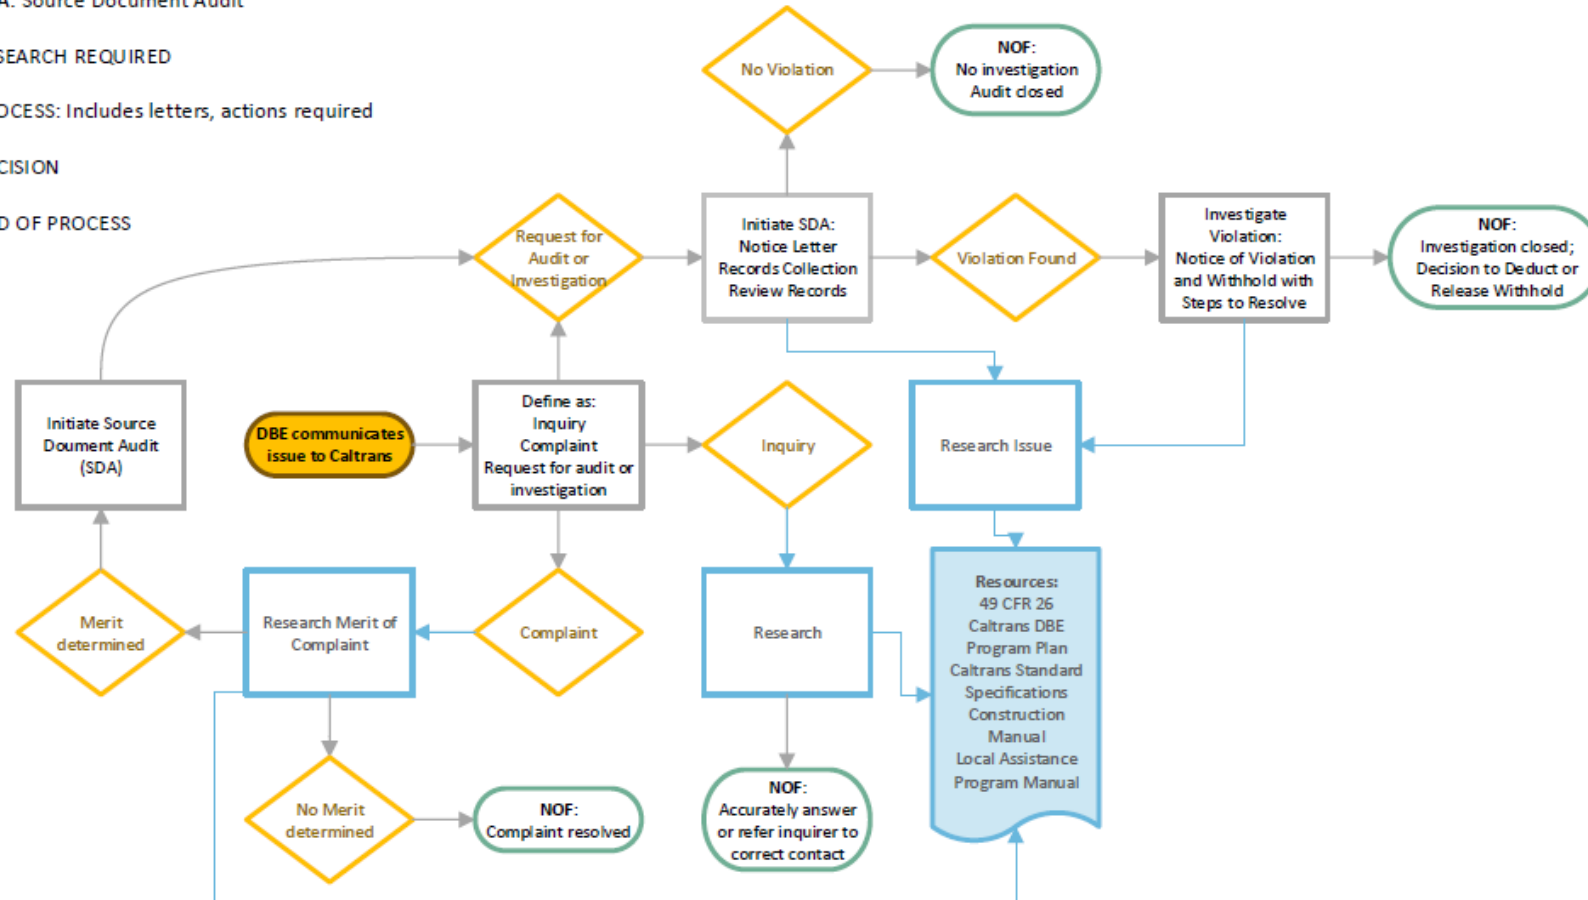 A: Source Document Audit
SEARCH REQUIRED
OCESS: Includes letters, actions required
CISION
D OF PROCESS
No Violation
NOF:
No investigation
Audit closed
Request for
Audit or
Investigation
Initiate SDA:
Notice Letter
Records Collection
Review Records
Violation Found
Investigate
Violation:
Notice of Violation
and Withhold with
Steps to Resolve
NOF:
Investigation closed;
Decision to Deduct or
Release Withhold
Initiate Source
Doument Audit
(SDA)
DBE communicates
issue to Caltrans
Define as:
Inquiry
Complaint
Request for audit or
investigation
Inquiry
Research Issue
Merit
determined
Research Merit of
Complaint
Complaint
Research
Resources:
49 CFR 26
Caltrans DBE
Program Plan
Caltrans Standard
Specifications
Construction
Manual
Local Assistance
Program Manual
No Merit
determined
NOF:
Complaint resolved
NOF:
Accurately answer
or refer inquirer to
correct contact